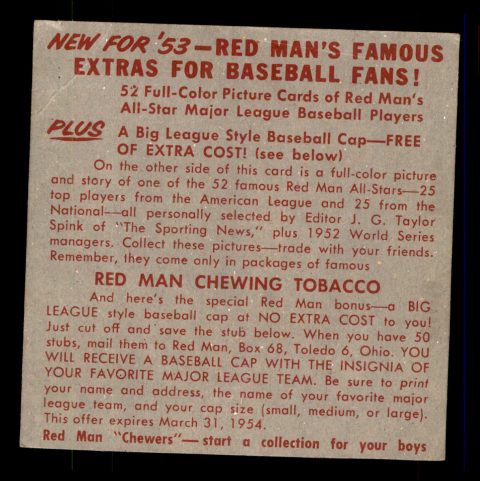 NEW FOR '53—RED MAN'S FAMOUS
EXTRAS FOR BASEBALL FANS!
52 Full-Color Picture Cards of Red Man's
All-Star Major League Baseball Players
PLUS A Big League Style Baseball Cap—FREE
OF EXTRA COST! (see below)
On the other side of this card is a full-color picture
and story of one of the 52 famous Red Man All-Stars—25
top players from the American League and 25 from the
National—all personally selected by Editor J. G. Taylor
Spink of "The Sporting News," plus 1952 World Series
managers. Collect these pictures—trade with your friends.
Remember, they come only in packages of famous
RED MAN CHEWING TOBACCO
And here's the special Red Man bonus—a BIG
LEAGUE style baseball cap at NO EXTRA COST to you!
Just cut off and save the stub below. When you have 50
stubs, mail them to Red Man, Box 68, Toledo 6, Ohio. YOU
WILL RECEIVE A BASEBALL CAP WITH THE INSIGNIA OF
YOUR FAVORITE MAJOR LEAGUE TEAM. Be sure to print
your name and address, the name of your favorite major
league team, and your cap size (small, medium, or large).
This offer expires March 31, 1954.
Red Man "Chewers"—start a collection for your boys